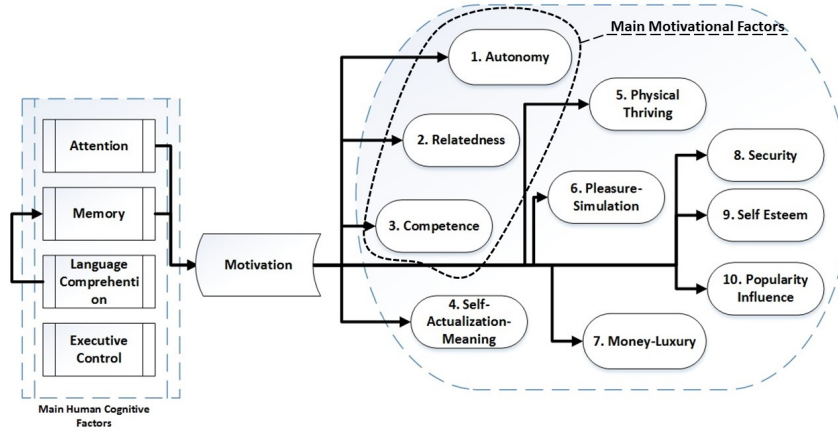 Main Motivational Factors
1. Autonomy
5. Physical
Thriving
Attention
2. Relatedness
8. Security
6. Pleasure-
Simulation
Memory
3. Competence
9. Self Esteem
Motivation
Language
Comprehenti
on
10. Popularity
Influence
4. Self-
Actualization-
Meaning
Executive
Control
7. Money-Luxury
Main Human Cognitive
Factors